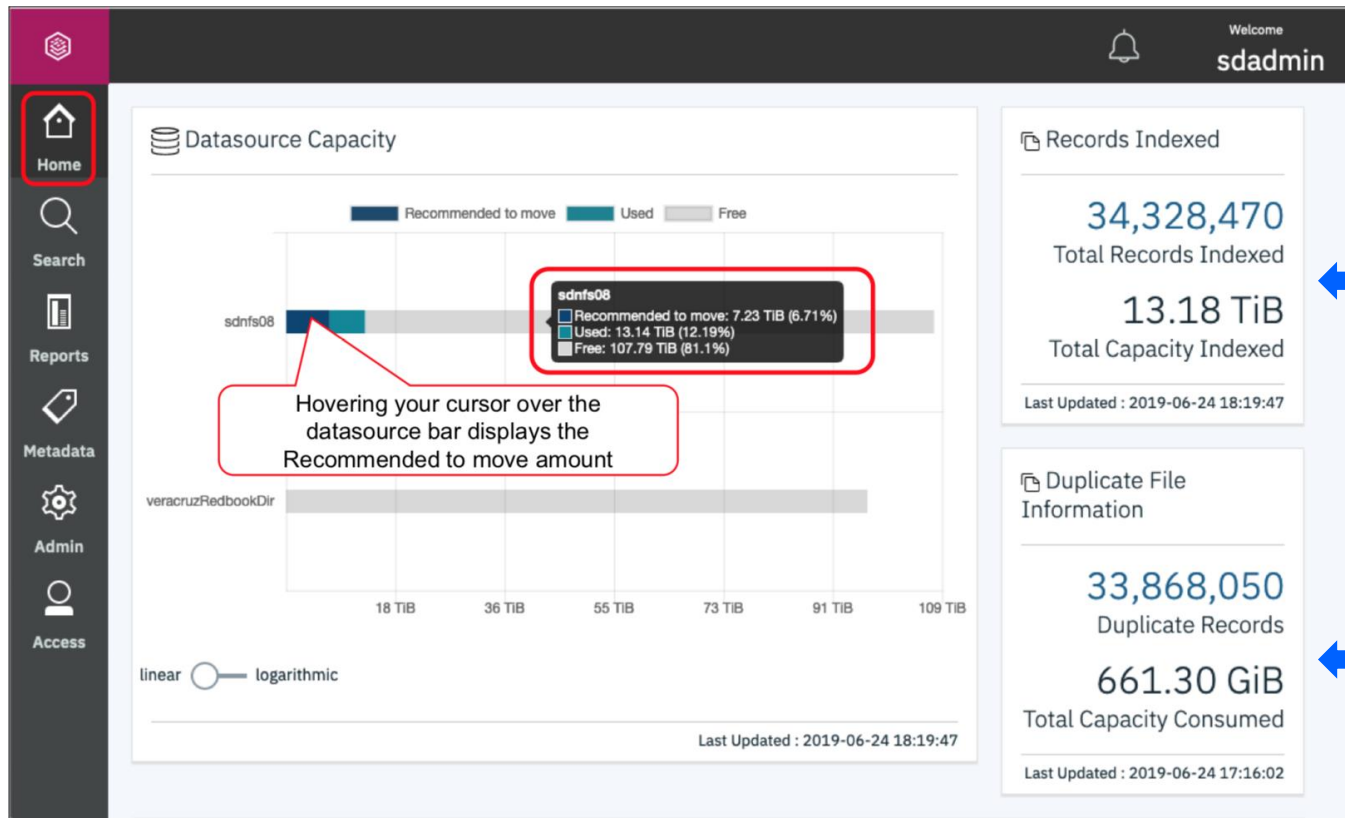 Welcome
sdadmin
Home
Search
Reports
Metadata
Admin
Access
Datasource Capacity
Recommended to move Used Free
sdnfs08
sdnfs08
Recommended to move: 7.23 TiB (6.71%)
Used: 13.14 TiB (12.19%)
Free: 107.79 TiB (81.1%)
Hovering your cursor over the
datasource bar displays the
Recommended to move amount
veracruzRedbookDir
18 TiB 36 TiB 55 TiB 73 TiB 91 TiB 109 TiB
linear logarithmic
Last Updated : 2019-06-24 18:19:47
Records Indexed
34,328,470
Total Records Indexed
13.18 TiB
Total Capacity Indexed
Last Updated : 2019-06-24 18:19:47
Duplicate File
Information
33,868,050
Duplicate Records
661.30 GiB
Total Capacity Consumed
Last Updated : 2019-06-24 17:16:02